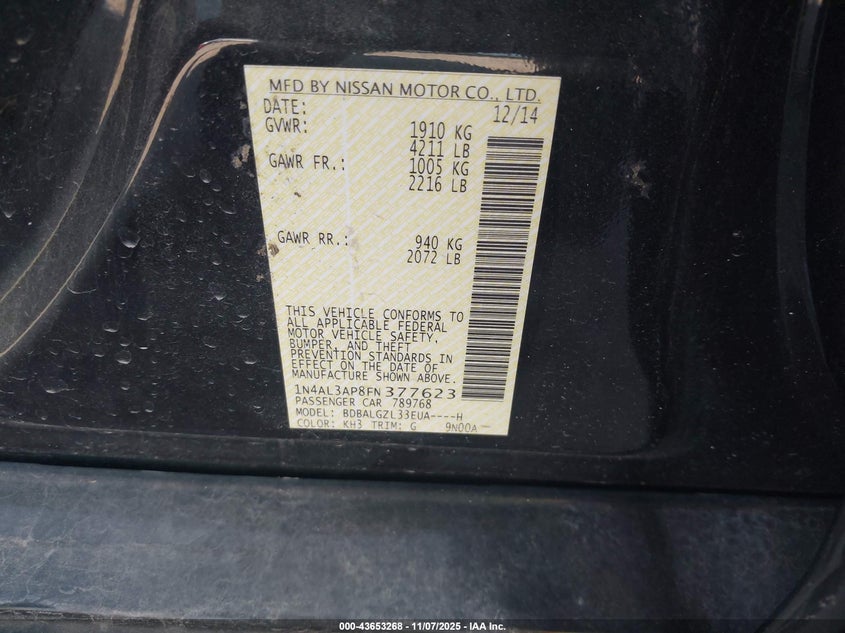 MFD BY NISSAN MOTOR CO., LTD.
DATE: 12/14
GVWR: 1910 KG
4211 LB
GAWR FR.: 1005 KG
2216 LB
GAWR RR.: 940 KG
2072 LB
THIS VEHICLE CONFORMS TO
ALL APPLICABLE FEDERAL
MOTOR VEHICLE SAFETY,
BUMPER, AND THEFT
PREVENTION STANDARDS IN
EFFECT ON THE DATE OF
MANUFACTURE SHOWN ABOVE.
1N4AL3AP8FN377623
PASSENGER CAR 789768
MODEL: BDBALGZL33EUA----H
COLOR: KH3 TRIM: G 9N00A
000-43653268 - 11/07/2025 - IAA Inc.